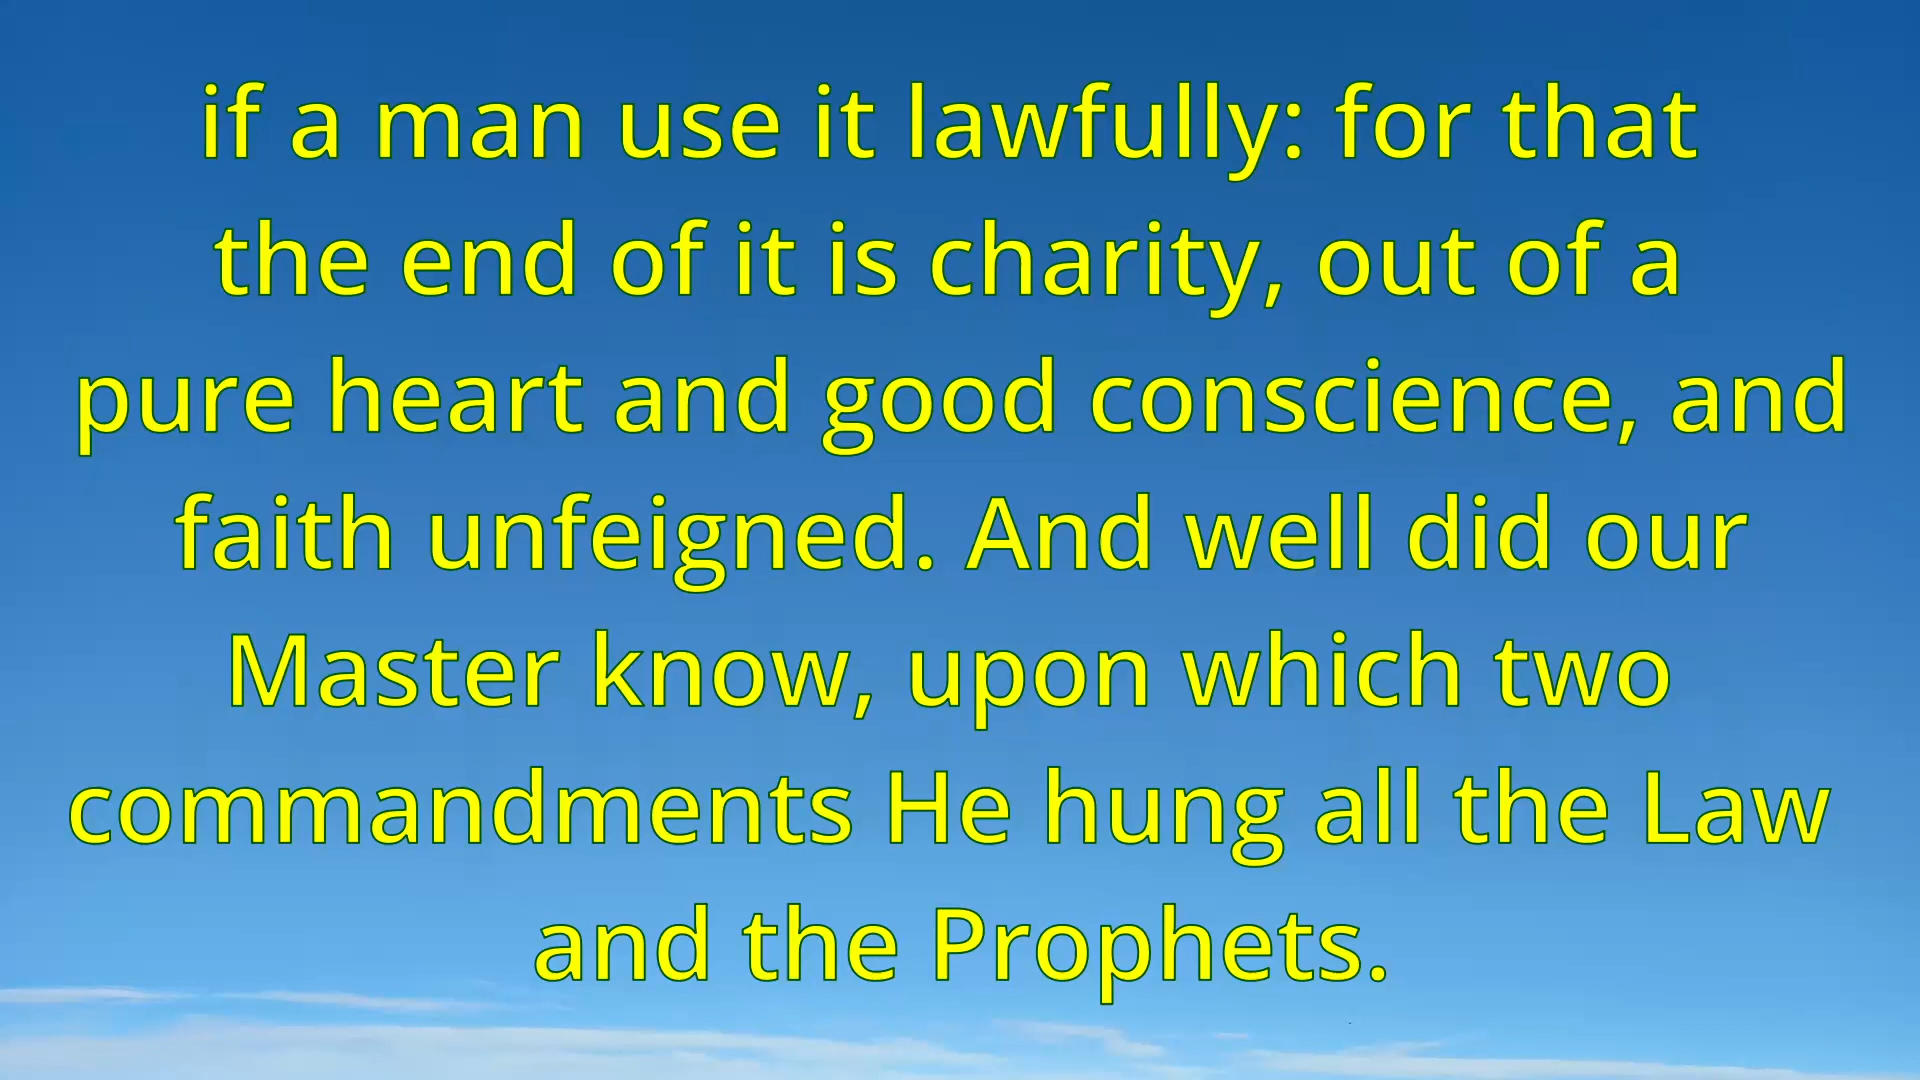 if a man use it lawfully: for that
the end of it is charity, out of a
pure heart and good conscience, and
faith unfeigned. And well did our
Master know, upon which two
commandments He hung all the Law
and the Prophets.